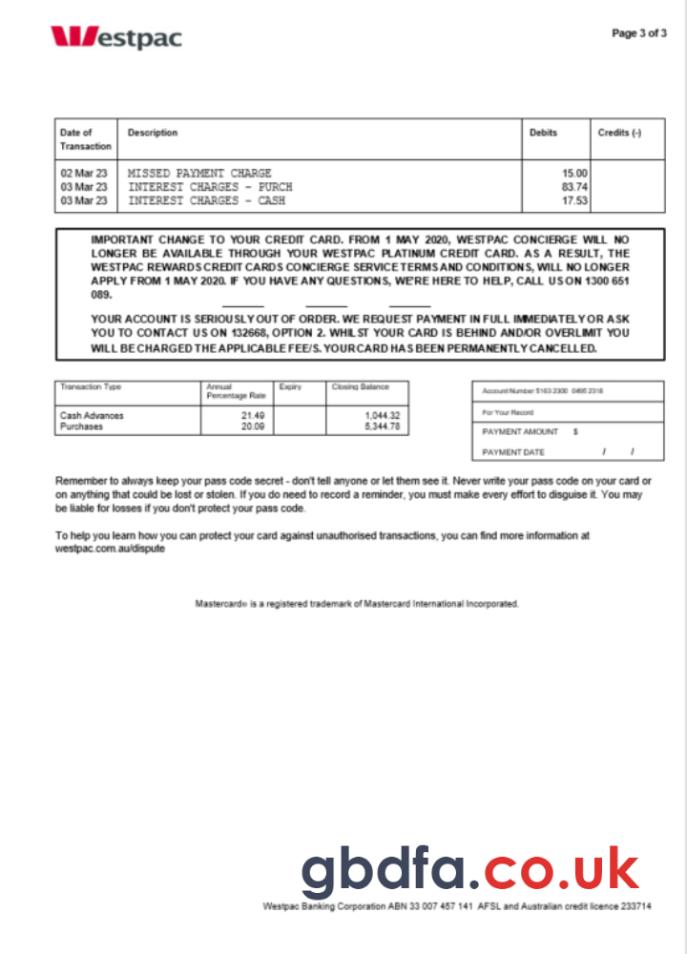 Westpac
Page 3 of 3
Date of Transaction Description Debits Credits (-)
02 Mar 23 MISSED PAYMENT CHARGE 15.00
03 Mar 23 INTEREST CHARGES - PURCH 83.74
03 Mar 23 INTEREST CHARGES - CASH 17.53
IMPORTANT CHANGE TO YOUR CREDIT CARD. FROM 1 MAY 2020, WESTPAC CONCIERGE WILL NO
LONGER BE AVAILABLE THROUGH YOUR WESTPAC PLATINUM CREDIT CARD. AS A RESULT, THE
WESTPAC REWARDS CREDIT CARDS CONCIERGE SERVICE TERMS AND CONDITIONS, WILL NO LONGER
APPLY FROM 1 MAY 2020. IF YOU HAVE ANY QUESTIONS, WE'RE HERE TO HELP, CALL US ON 1300 651
089.
YOUR ACCOUNT IS SERIOUSLY OUT OF ORDER. WE REQUEST PAYMENT IN FULL IMMEDIATELY OR ASK
YOU TO CONTACT US ON 132668, OPTION 2. WHILST YOUR CARD IS BEHIND AND/OR OVERLIMIT YOU
WILL BE CHARGED THE APPLICABLE FEE/S. YOUR CARD HAS BEEN PERMANENTLY CANCELLED.
Transaction Type Annual Percentage Rate Expiry Closing Balance
Cash Advances 21.49 1,044.32
Purchases 20.09 5,344.78
Account Number 5163 2300 0495 2318
For Your Record
PAYMENT AMOUNT $
PAYMENT DATE / /
Remember to always keep your pass code secret - don't tell anyone or let them see it. Never write your pass code on your card or
on anything that could be lost or stolen. If you do need to record a reminder, you must make every effort to disguise it. You may
be liable for losses if you don't protect your pass code.
To help you learn how you can protect your card against unauthorised transactions, you can find more information at
westpac.com.au/dispute
Mastercard® is a registered trademark of Mastercard International Incorporated.
gbdfa.co.uk
Westpac Banking Corporation ABN 33 007 457 141 AFSL and Australian credit licence 233714